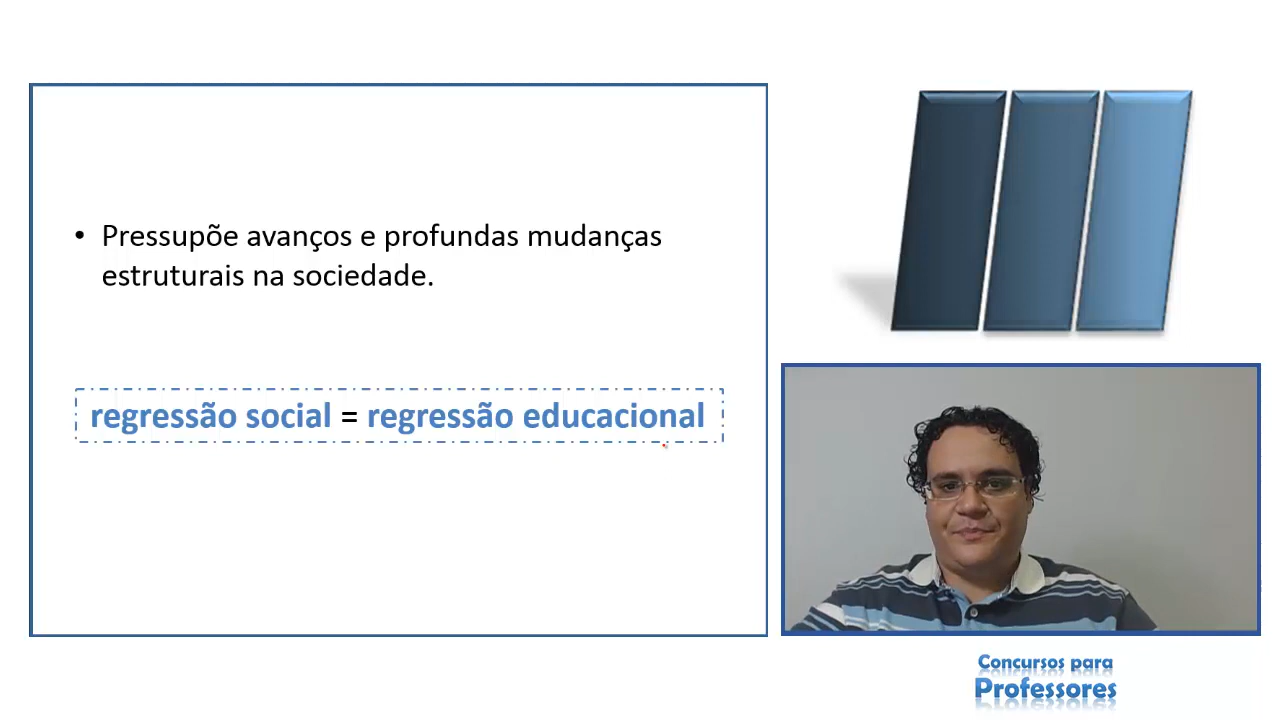 • Pressupõe avanços e profundas mudanças
estruturais na sociedade.
regressão social = regressão educacional
Concursos para
Professores